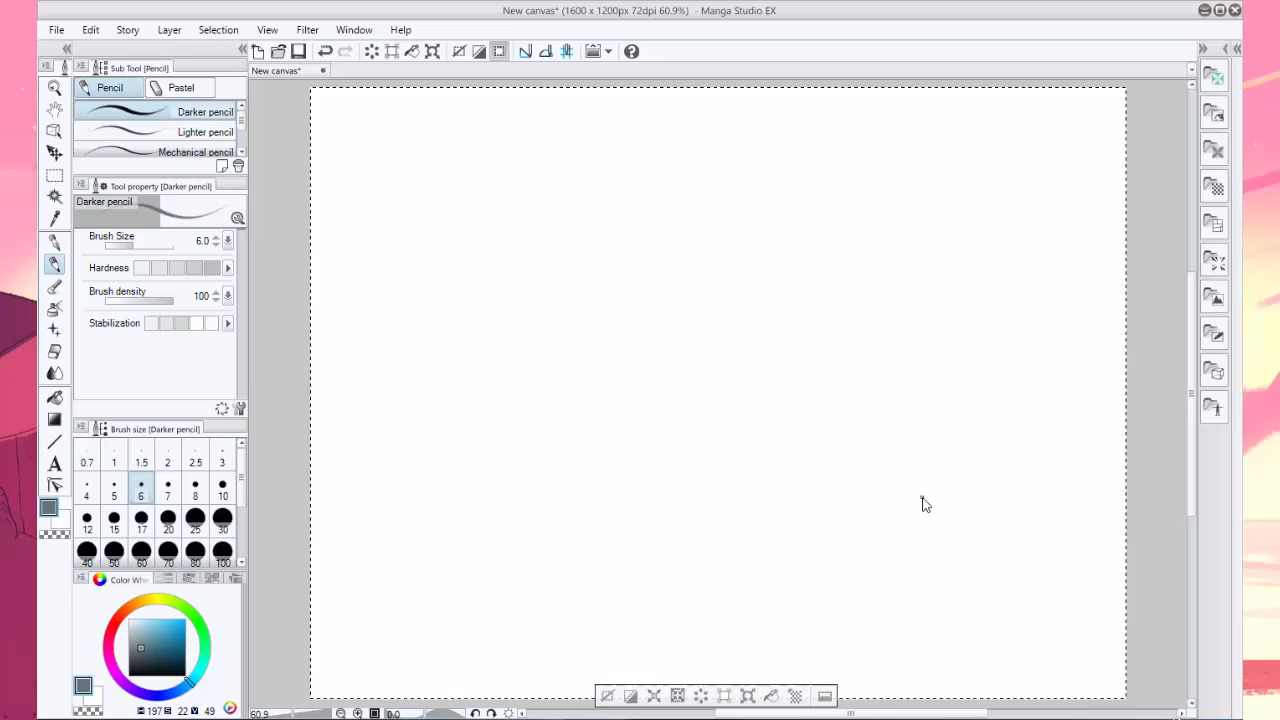 New canvas* (1600 x 1200px 72dpi 60.9%) - Manga Studio EX
File Edit Story Layer Selection View Filter Window Help
Sub Tool [Pencil]
New canvas*
Pencil Pastel
Darker pencil
Lighter pencil
Mechanical pencil
Tool property [Darker pencil]
Darker pencil
Brush Size 6.0
Hardness
Brush density 100
Stabilization
Brush size [Darker pencil]
0.7 1 1.5 2 2.5 3
4 5 6 7 8 10
12 15 17 20 25 30
40 50 60 70 80 100
Color Whe
197 22 V 49
60.9 0.0